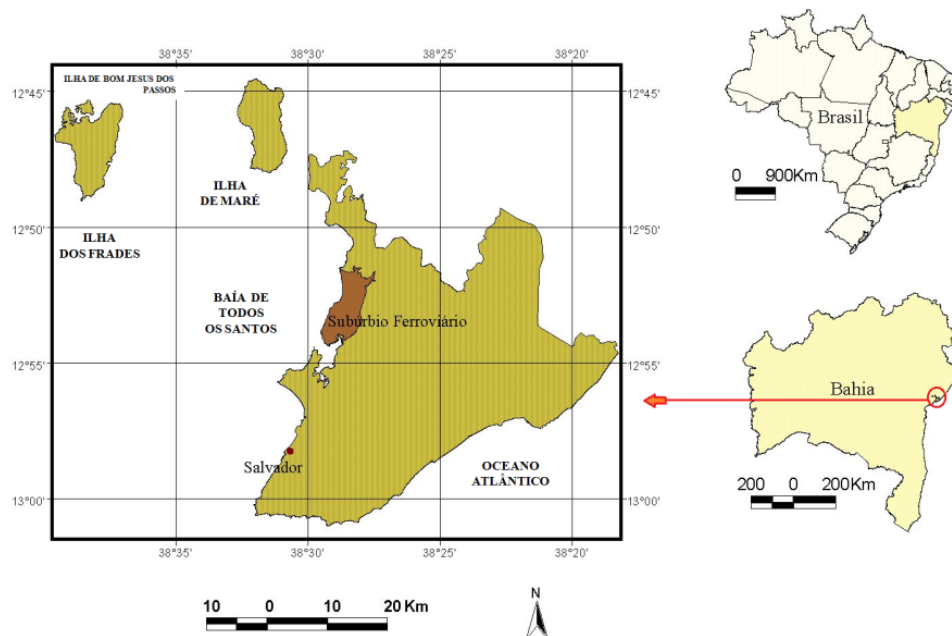 38°35'
38°30'
38°25'
38°20'
ILHA DE BOM JESUS DOS
PASSOS
12°45'
12°45'
ILHA
DE MARÉ
12°50'
12°50'
ILHA
DOS FRADES
BAÍA DE
TODOS
OS SANTOS
Subúrbio Ferroviário
12°55'
12°55'
Salvador
OCEANO
ATLÂNTICO
13°00'
13°00'
38°35'
38°30'
38°25'
38°20'
10 0 10 20 Km
N
Brasil
0 900Km
Bahia
200 0 200Km